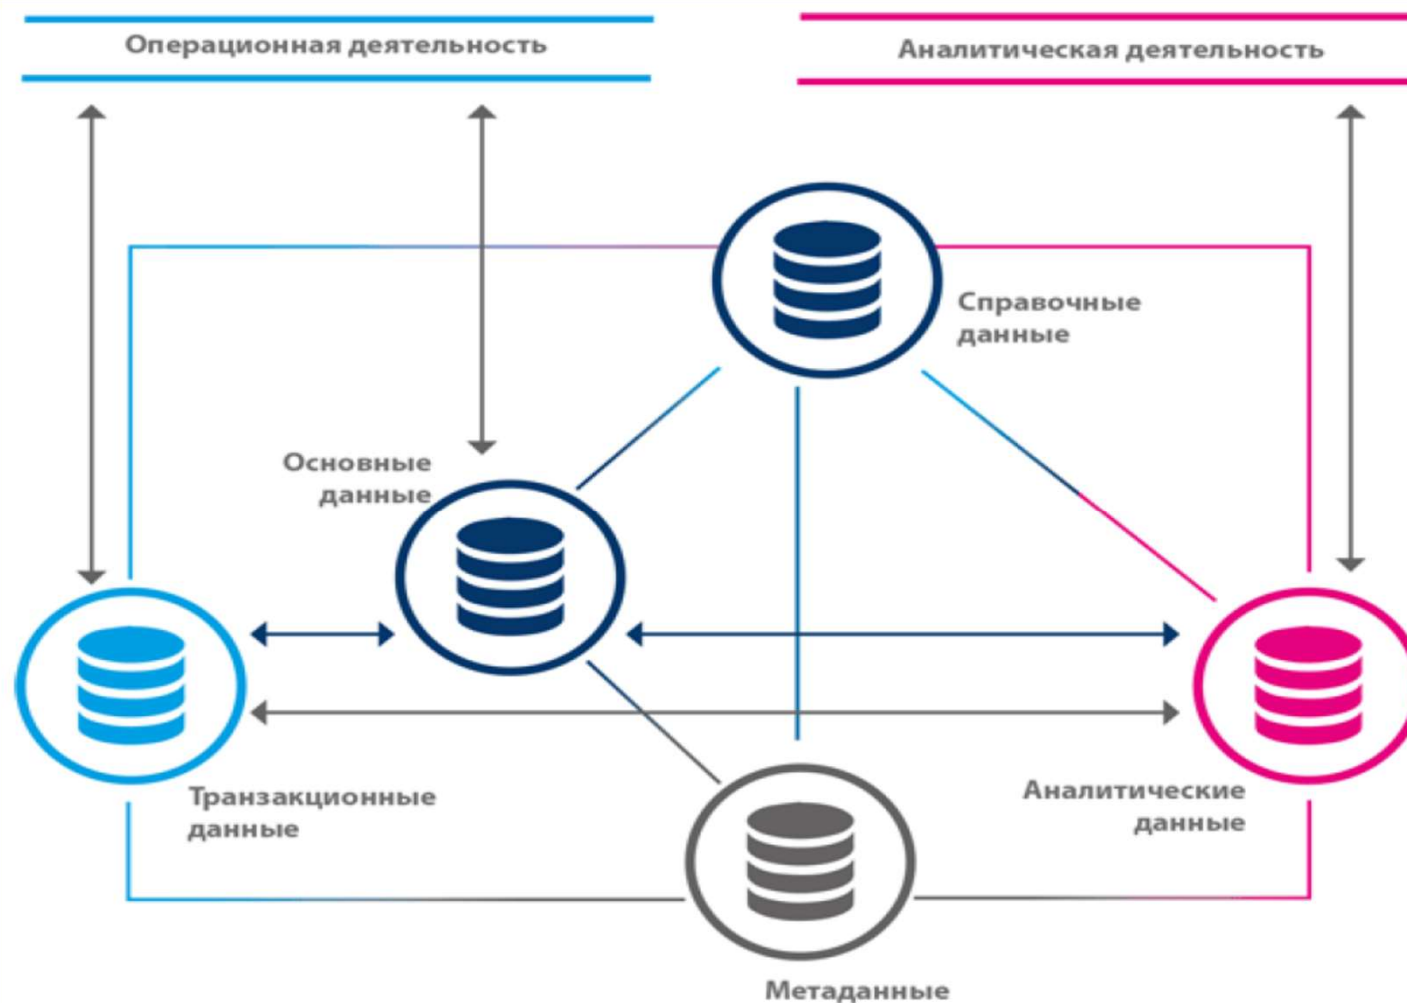 Операционная деятельность
Аналитическая деятельность
Справочные
данные
Основные
данные
Транзакционные
данные
Аналитические
данные
Метаданные